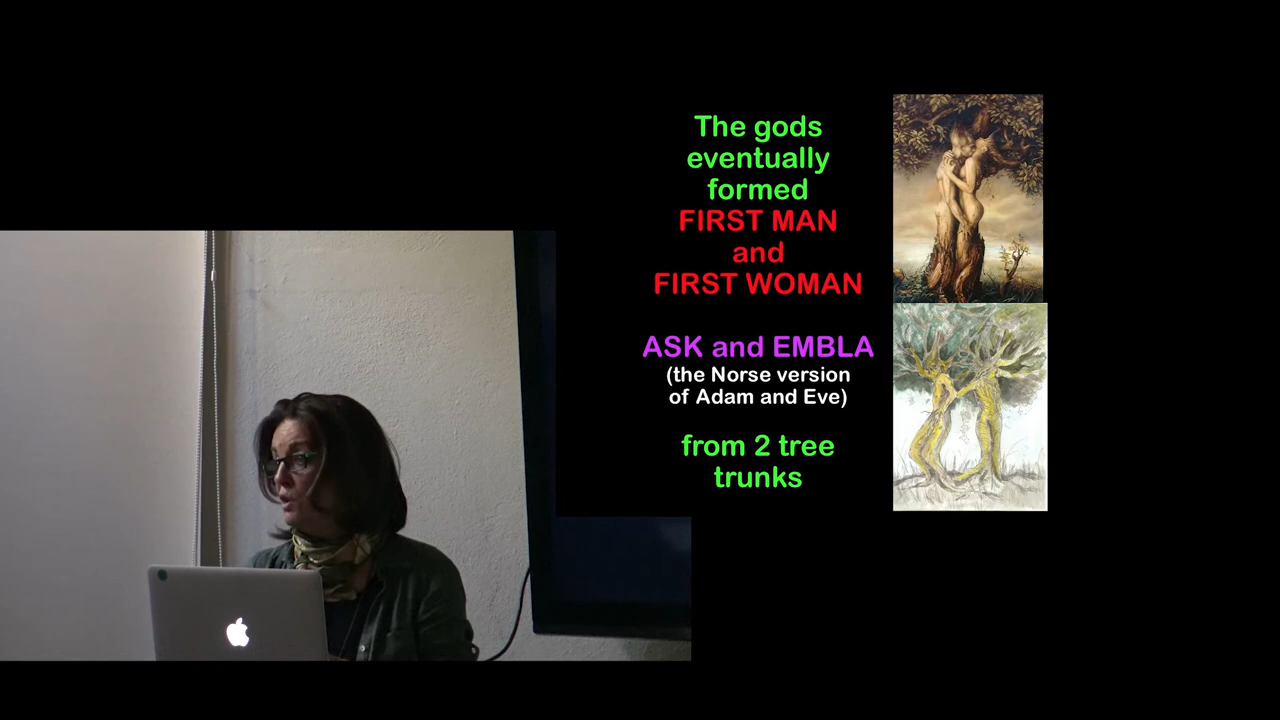 The gods
eventually
formed
FIRST MAN
and
FIRST WOMAN
ASK and EMBLA
(the Norse version
of Adam and Eve)
from 2 tree
trunks